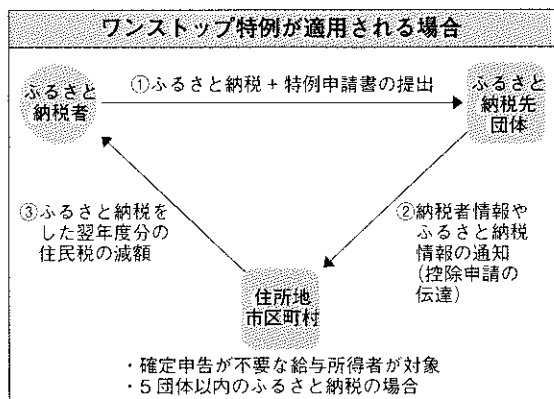 ワンストップ特例が適用される場合
ふるさと
納税者
①ふるさと納税+特例申請書の提出
ふるさと
納税先
団体
③ふるさと納税を
した翌年度分の
住民税の減額
②納税者情報や
ふるさと納税
情報の通知
(控除申請の
伝達)
住所地
市区町村
・確定申告が不要な給与所得者が対象
・5団体以内のふるさと納税の場合